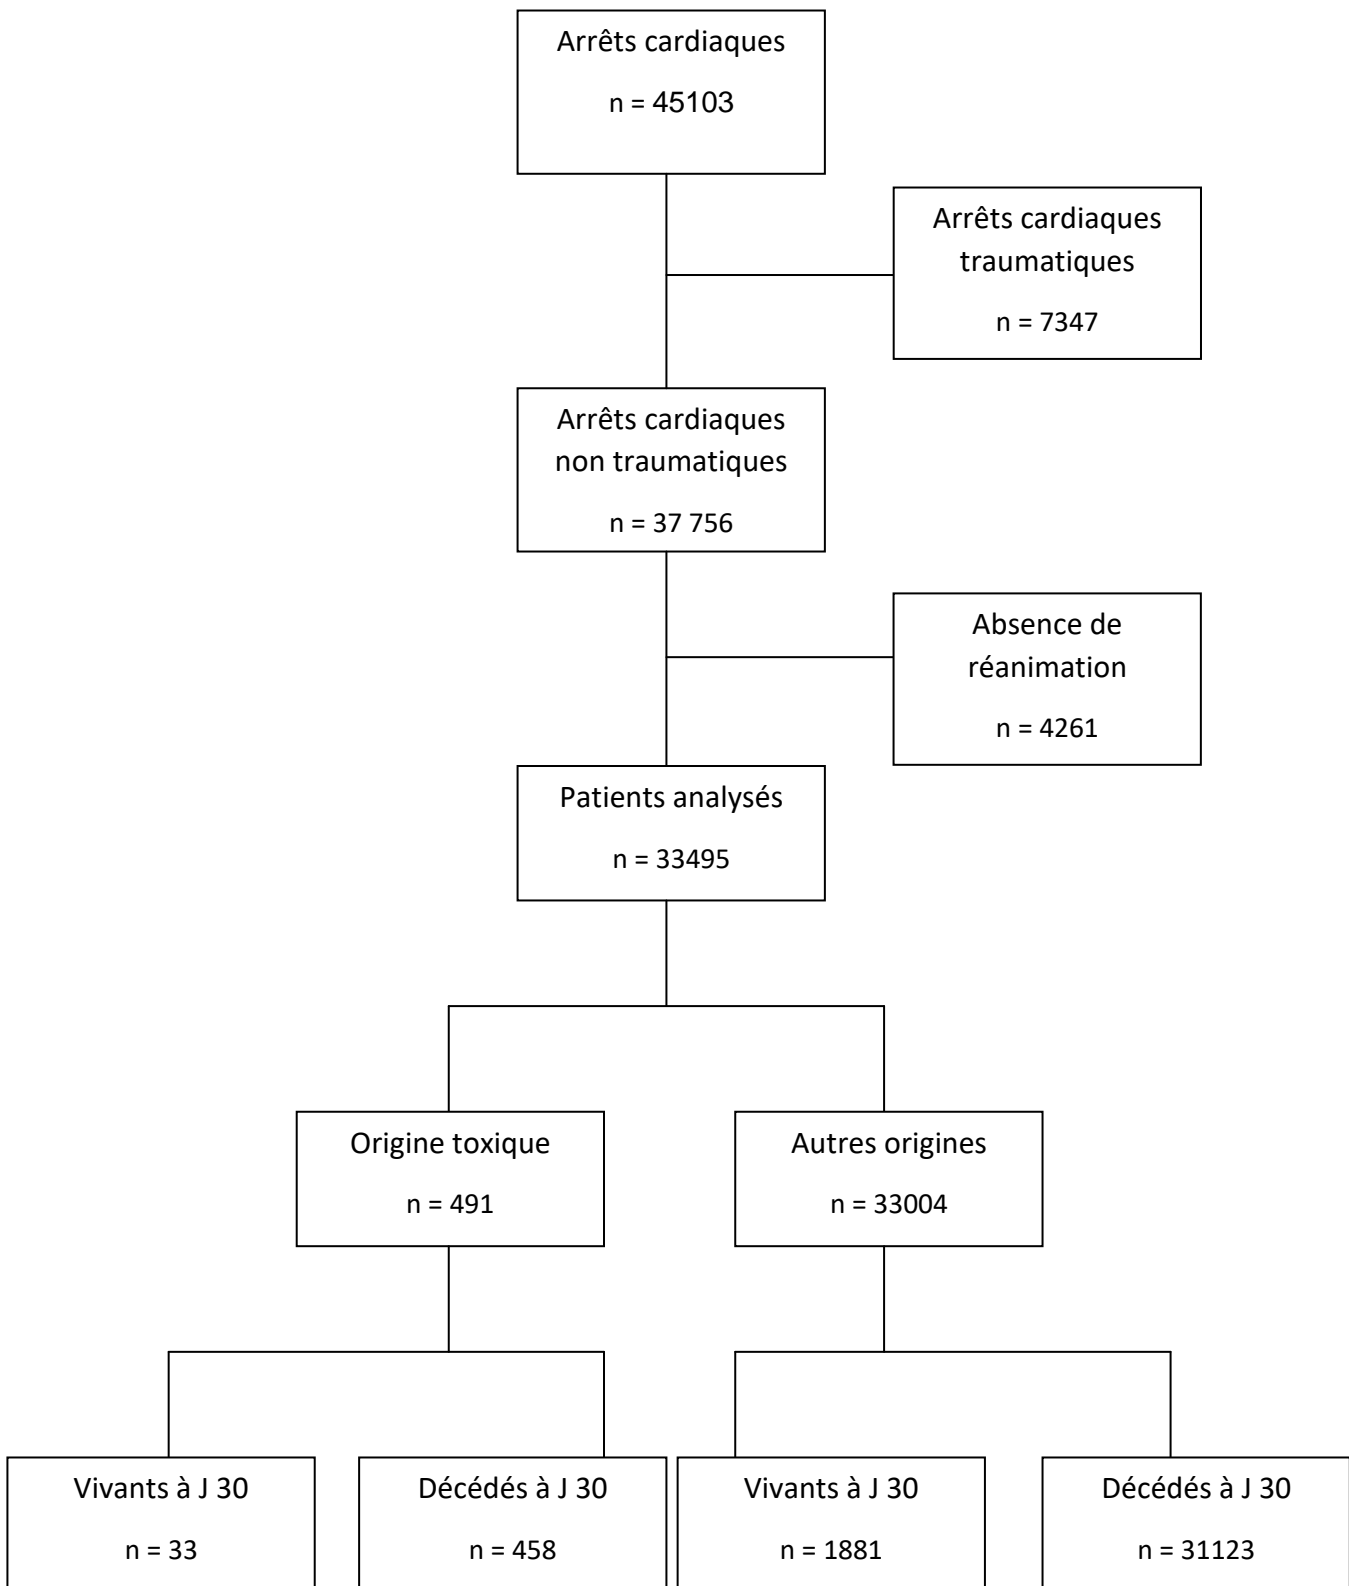 Arrêts cardiaques
n = 45103
Arrêts cardiaques
traumatiques
n = 7347
Arrêts cardiaques
non traumatiques
n = 37 756
Absence de
réanimation
n = 4261
Patients analysés
n = 33495
Origine toxique
n = 491
Autres origines
n = 33004
Vivants à J 30
n = 33
Décédés à J 30
n = 458
Vivants à J 30
n = 1881
Décédés à J 30
n = 31123